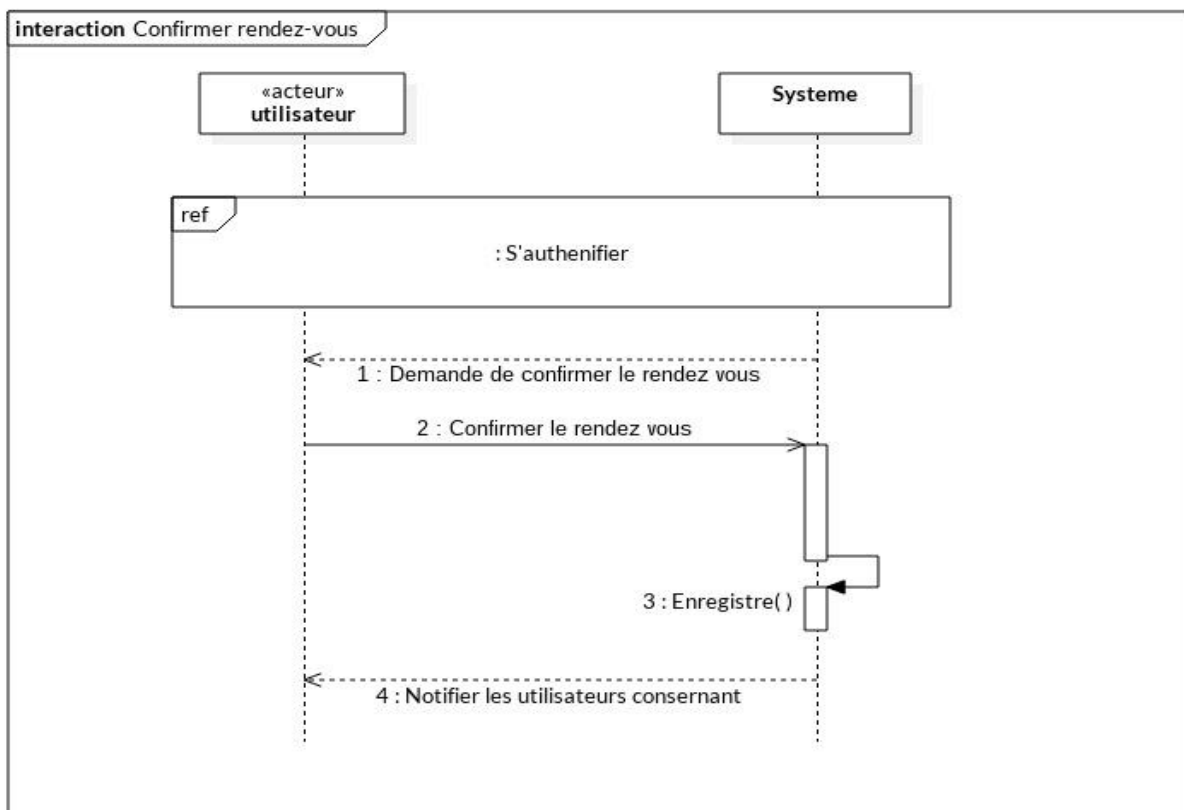 interaction Confirmer rendez-vous
«acteur»
utilisateur
Systeme
ref
: S'authenifier
1 : Demande de confirmer le rendez vous
2 : Confirmer le rendez vous
3 : Enregistre( )
4 : Notifier les utilisateurs consernant